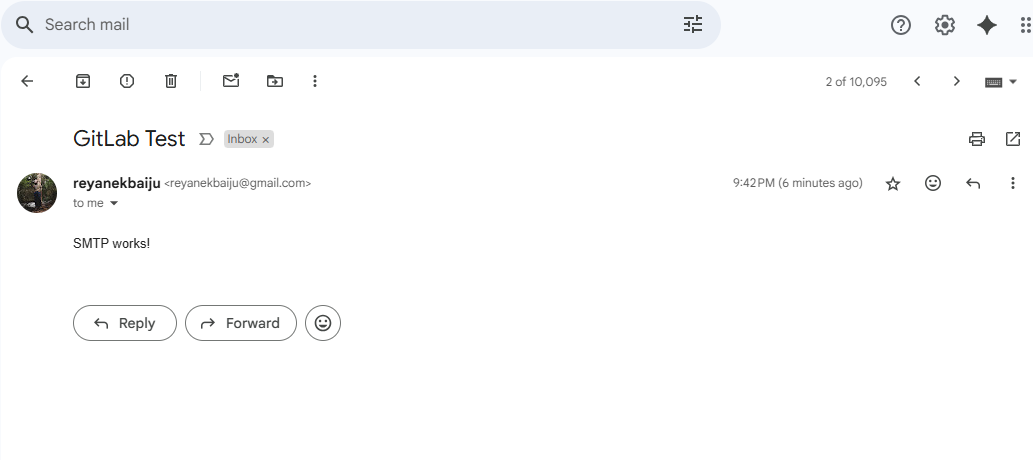 Search mail
2 of 10,095
GitLab Test Inbox ×
reyanekbaiju <reyanekbaiju@gmail.com> 9:42 PM (6 minutes ago)
to me
SMTP works!
Reply Forward